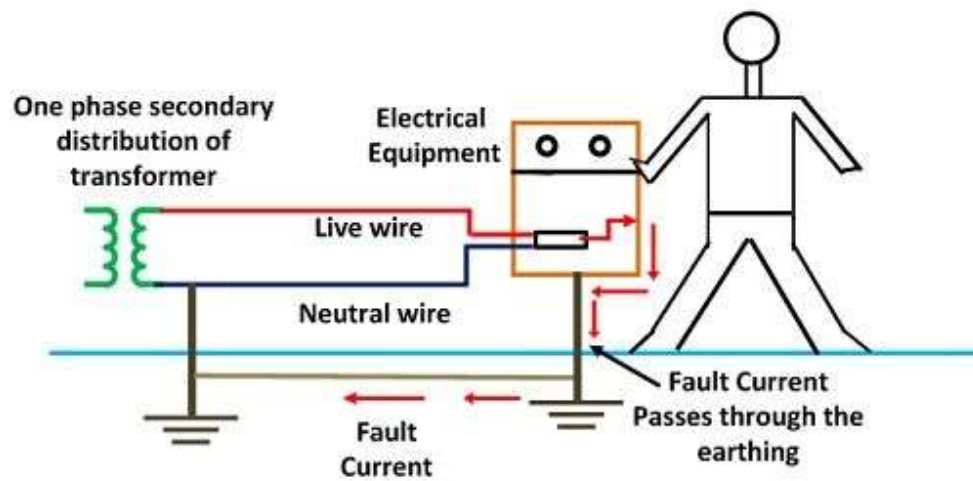 One phase secondary
distribution of
transformer
Electrical
Equipment
Live wire
Neutral wire
Fault Current
Passes through the
earthing
Fault
Current